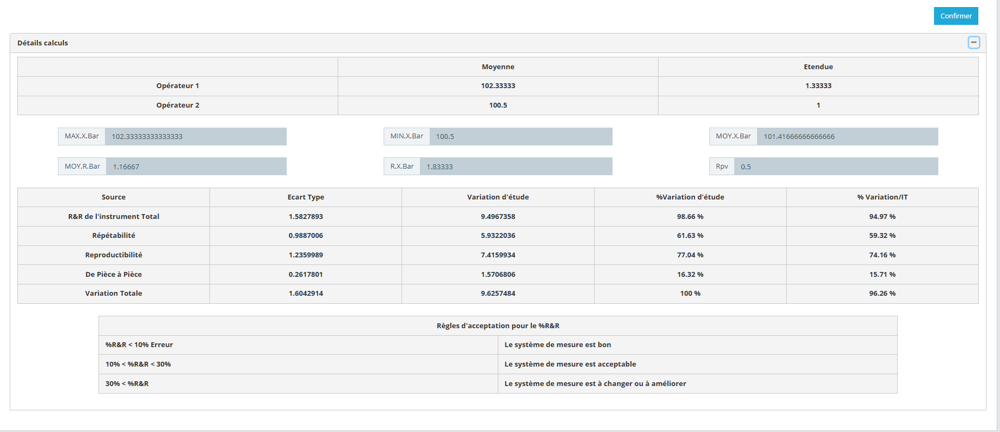 Confirmer
Détails calculs
Moyenne Etendue
Opérateur 1 102.33333 1.33333
Opérateur 2 100.5 1
MAX.X.Bar 102.33333333333333 MIN.X.Bar 100.5 MOY.X.Bar 101.41666666666666
MOY.R.Bar 1.16667 R.X.Bar 1.83333 Rpv 0.5
Source Ecart Type Variation d'étude %Variation d'étude % Variation/IT
R&R de l'instrument Total 1.5827893 9.4967358 98.66 % 94.97 %
Répétabilité 0.9887006 5.9322036 61.63 % 59.32 %
Reproductibilité 1.2359989 7.4159934 77.04 % 74.16 %
De Pièce à Pièce 0.2617801 1.5706806 16.32 % 15.71 %
Variation Totale 1.6042914 9.6257484 100 % 96.26 %
Règles d'acceptation pour le %R&R
%R&R < 10% Erreur Le système de mesure est bon
10% < %R&R < 30% Le système de mesure est acceptable
30% < %R&R Le système de mesure est à changer ou à améliorer